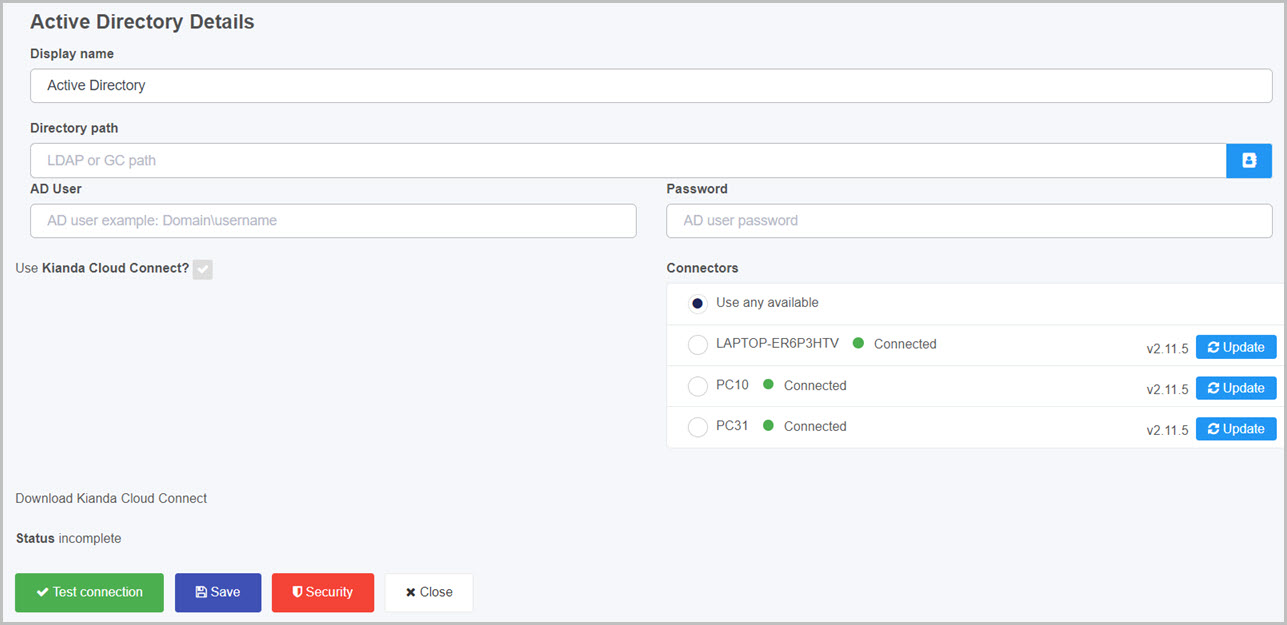 Active Directory Details
Display name
Active Directory
Directory path
LDAP or GC path
AD User
AD user example: Domain\username
Password
AD user password
Use Kianda Cloud Connect?
Connectors
Use any available
LAPTOP-ER6P3HTV Connected v2.11.5 Update
PC10 Connected v2.11.5 Update
PC31 Connected v2.11.5 Update
Download Kianda Cloud Connect
Status incomplete
Test connection Save Security Close